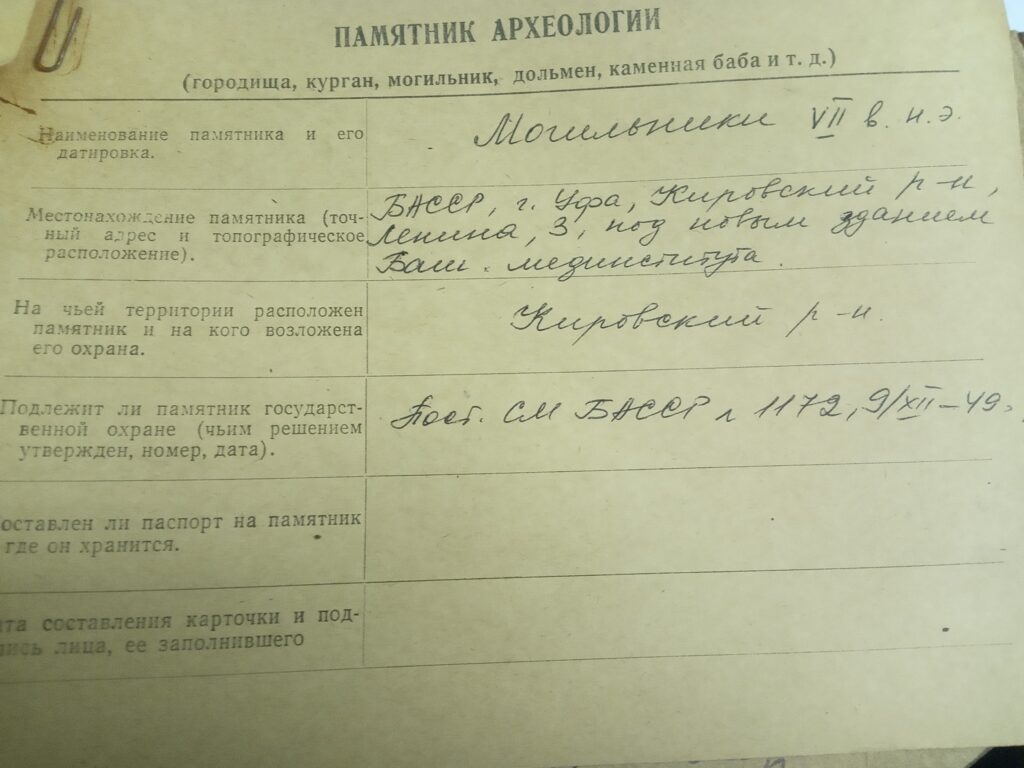 ПАМЯТНИК АРХЕОЛОГИИ
(городища, курган, могильник, дольмен, каменная баба и т. д.)
Наименование памятника и его
датировка.
Могильники VII в. н. э.
Местонахождение памятника (точ-
ный адрес и топографическое
расположение).
БАССР, г. Уфа, Кировский р-н,
Ленина, 3, под новым зданием
Баш. мединститута.
На чьей территории расположен
памятник и на кого возложена
его охрана.
Кировский р-н.
Подлежит ли памятник государст-
венной охране (чьим решением
утвержден, номер, дата).
Пост. СМ БАССР 1172, 9/XII-49
оставлен ли паспорт на памятник
где он хранится.
та составления карточки и под-
пись лица, ее заполнившего